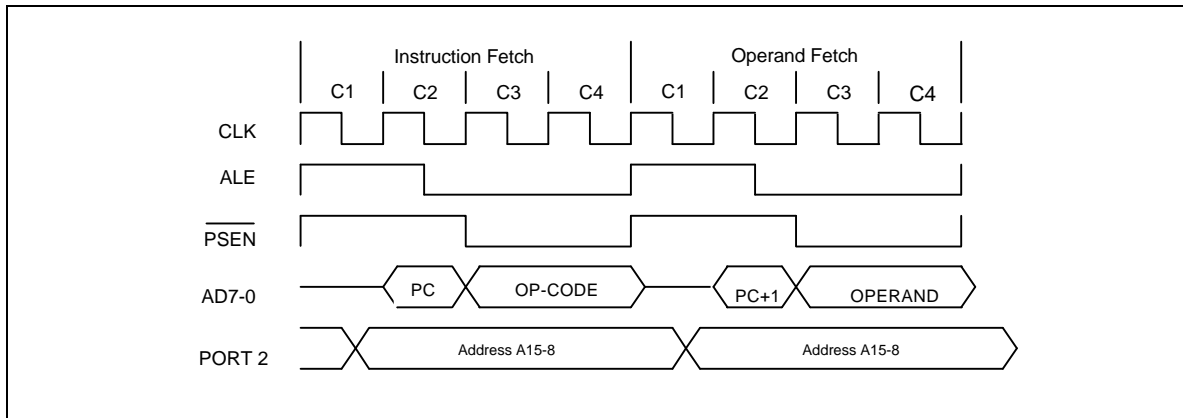 Instruction Fetch Operand Fetch
C1 C2 C3 C4 C1 C2 C3 C4
CLK
ALE
PSEN
AD7-0 PC OP-CODE PC+1 OPERAND
PORT 2 Address A15-8 Address A15-8